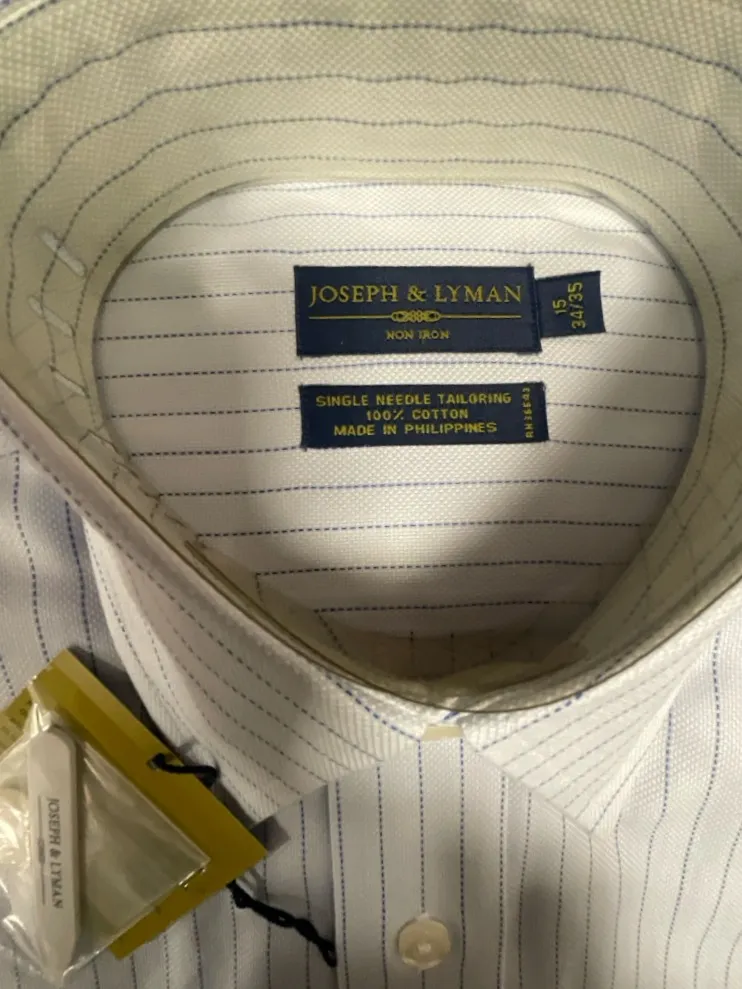 JOSEPH & LYMAN
NON IRON
15
34/35
SINGLE NEEDLE TAILORING
100% COTTON
MADE IN PHILIPPINES
JOSEPH & LYMAN